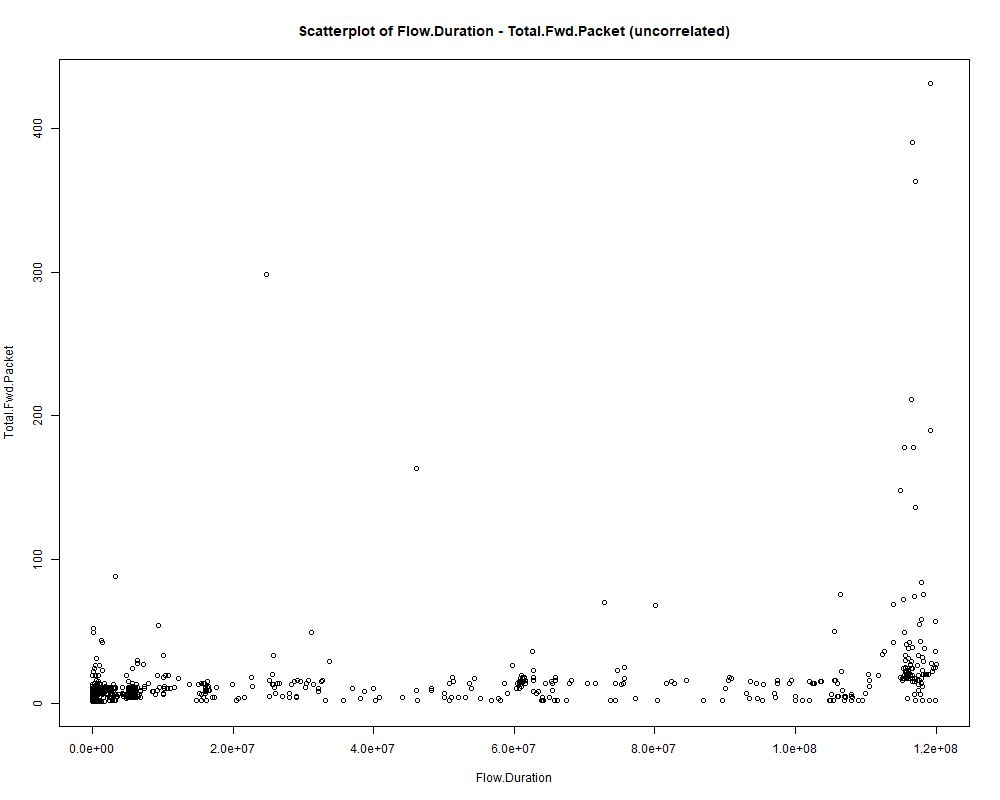 Scatterplot of Flow.Duration - Total.Fwd.Packet (uncorrelated)
Total.Fwd.Packet
400
300
200
100
0
0.0e+00 2.0e+07 4.0e+07 6.0e+07 8.0e+07 1.0e+08 1.2e+08
Flow.Duration